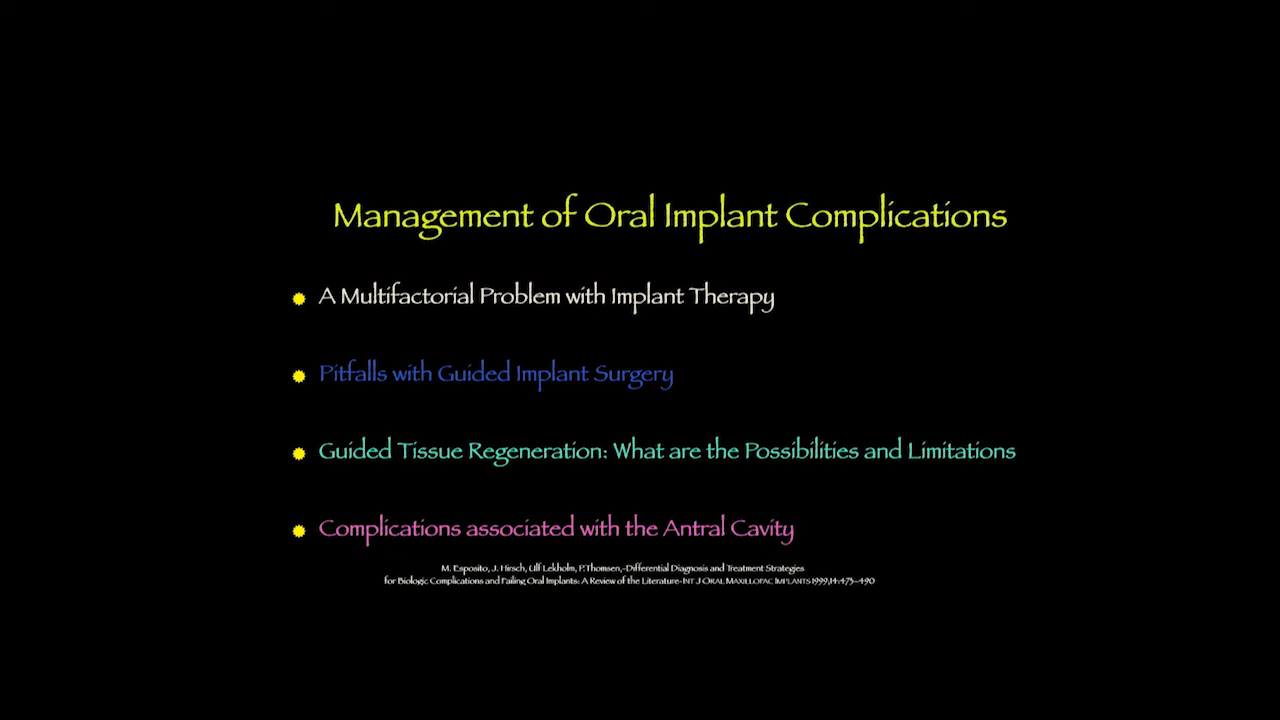 Management of Oral Implant Complications
A Multifactorial Problem with Implant Therapy
Pitfalls with Guided Implant Surgery
Guided Tissue Regeneration: What are the Possibilities and Limitations
Complications associated with the Antral Cavity
M. Esposito, J. Hirsch, Ulf Lekholm, P.Thomsen,-Differential Diagnosis and Treatment Strategies
for Biologic Complications and Failing Oral Implants: A Review of the Literature-INT J ORAL MAXILLOFAC IMPLANTS 1999;14:473–490